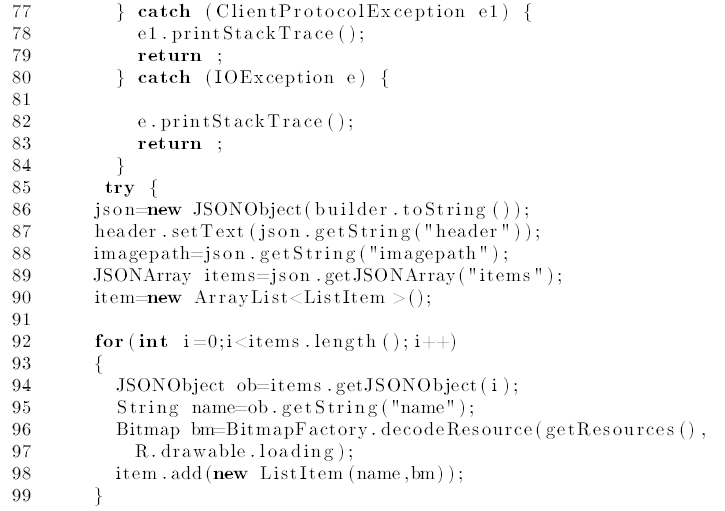 77 } catch (ClientProtocolException e1) {
78 e1.printStackTrace();
79 return ;
80 } catch (IOException e) {
81
82 e.printStackTrace();
83 return ;
84 }
85 try {
86 json=new JSONObject(builder.toString());
87 header.setText(json.getString("header"));
88 imagepath=json.getString("imagepath");
89 JSONArray items=json.getJSONArray("items");
90 item=new ArrayList<ListItem>();
91
92 for(int i=0;i<items.length();i++)
93 {
94 JSONObject ob=items.getJSONObject(i);
95 String name=ob.getString("name");
96 Bitmap bm=BitmapFactory.decodeResource(getResources(),
97 R.drawable.loading);
98 item.add(new ListItem(name,bm));
99 }